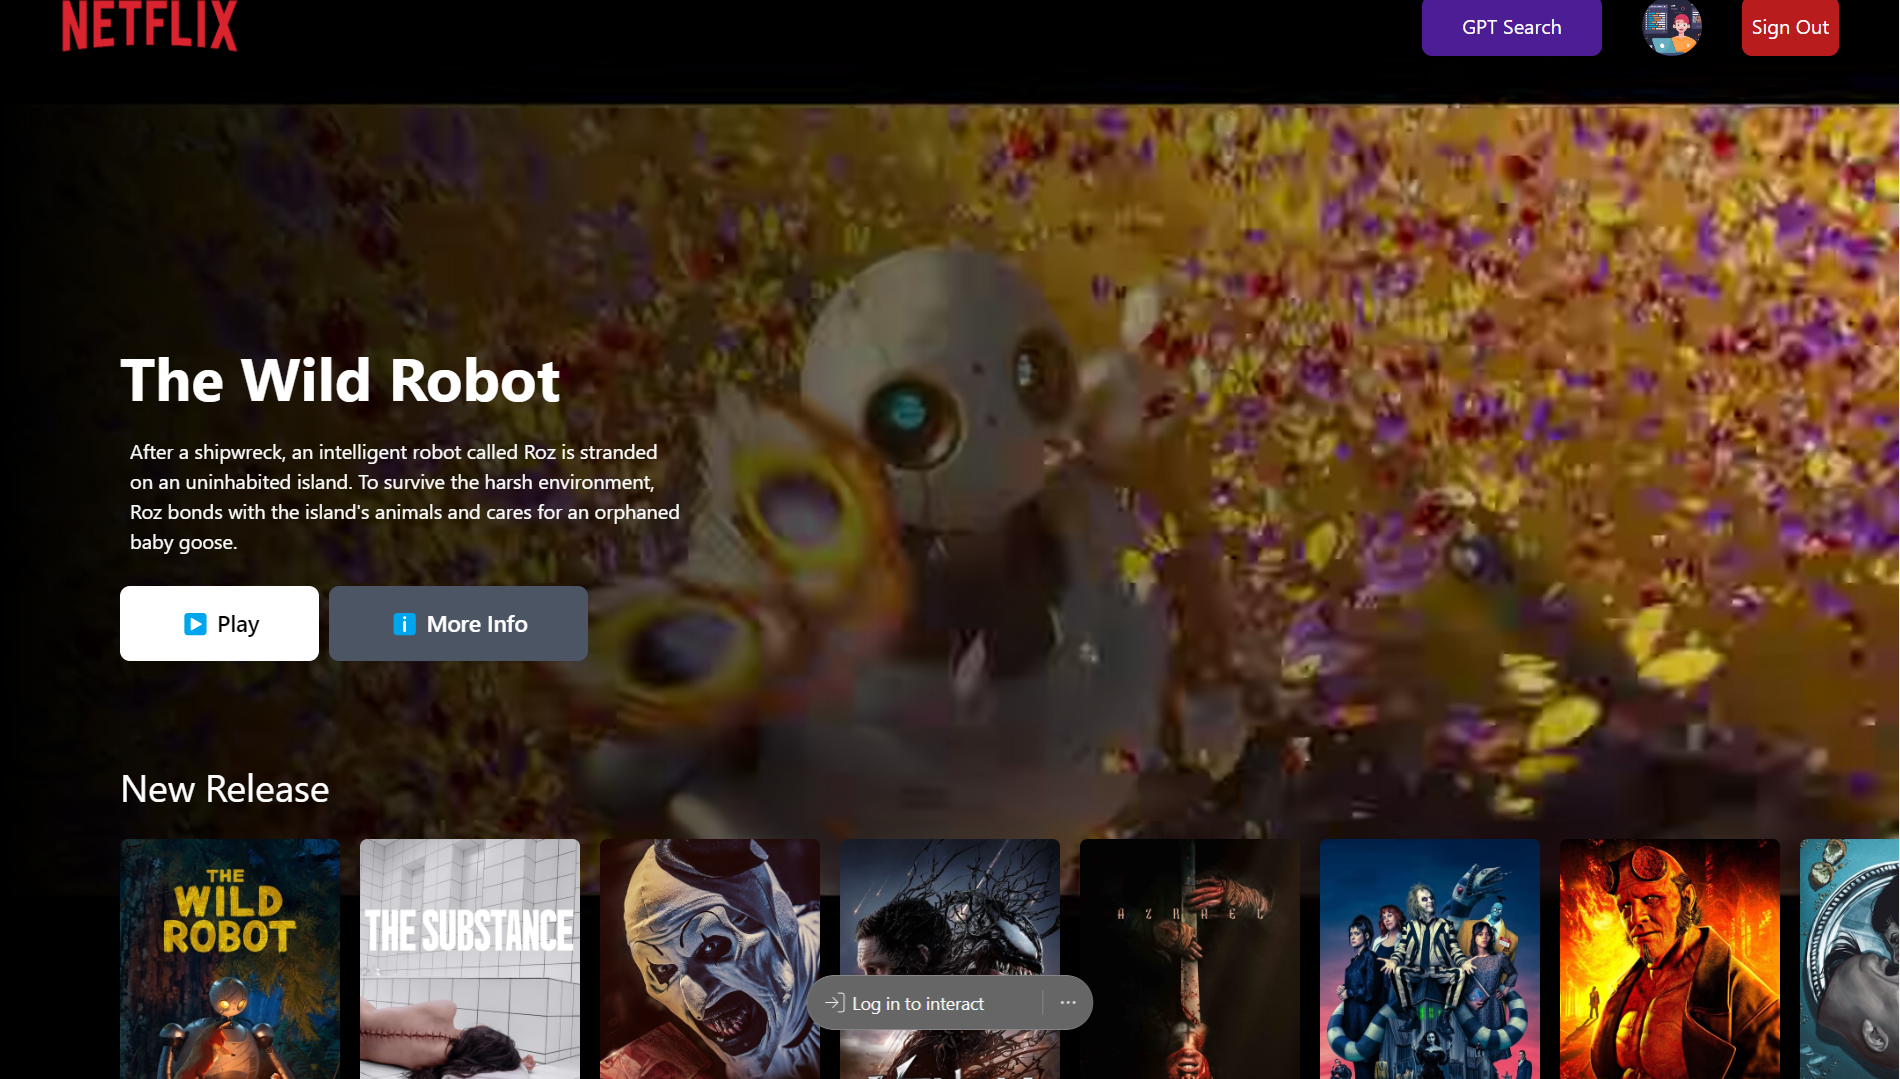 NETFLIX
GPT Search
Sign Out
The Wild Robot
After a shipwreck, an intelligent robot called Roz is stranded
on an uninhabited island. To survive the harsh environment,
Roz bonds with the island's animals and cares for an orphaned
baby goose.
Play
More Info
New Release
THE
WILD
ROBOT
THE SUBSTANCE
AZRAEL
Log in to interact